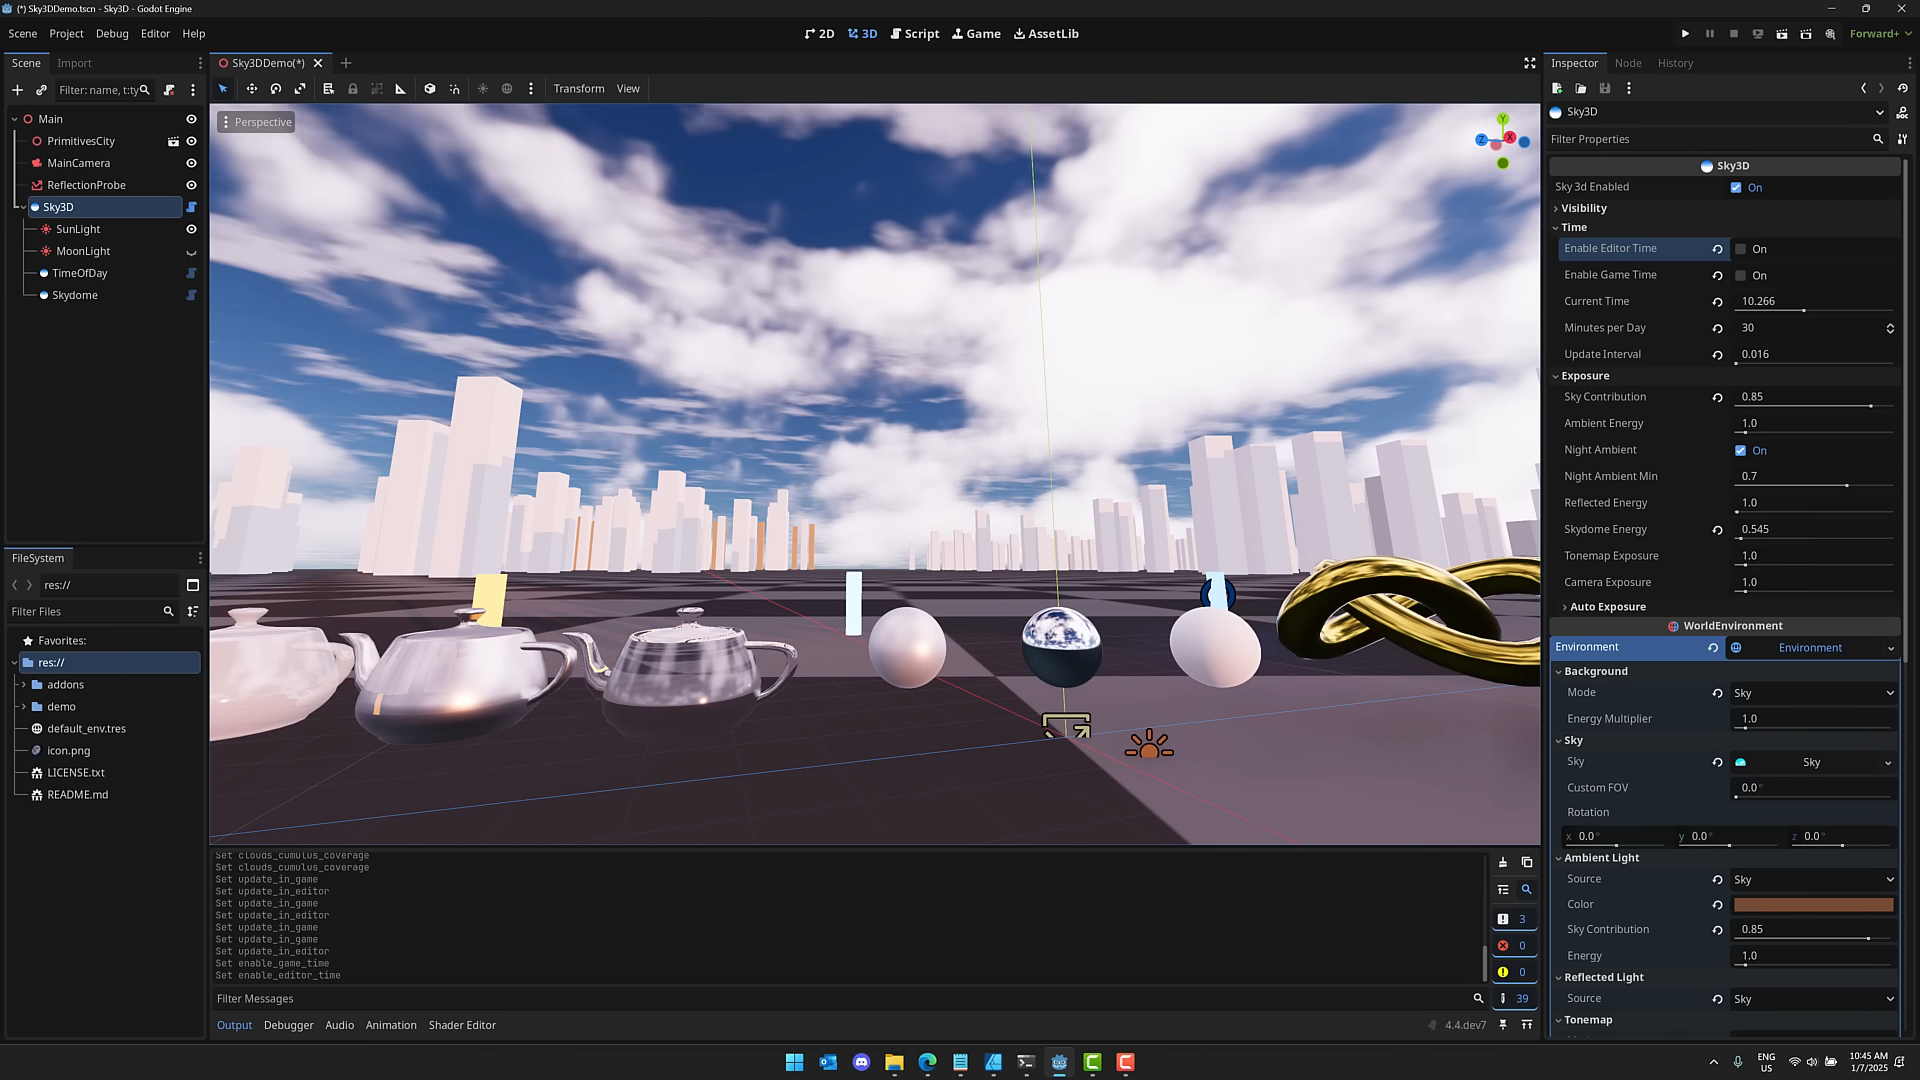 (*) Sky3DDemo.tscn - Sky3D - Godot Engine
Scene Project Debug Editor Help
2D 3D Script Game AssetLib
Forward+
Scene Import
Filter: name, t:ty
Main
PrimitivesCity
MainCamera
ReflectionProbe
Sky3D
SunLight
MoonLight
TimeOfDay
Skydome
FileSystem
res://
Filter Files
Favorites:
res://
addons
demo
default_env.tres
icon.png
LICENSE.txt
README.md
Sky3DDemo(*)
Transform View
Perspective
Y
Z X
Set clouds_cumulus_coverage
Set clouds_cumulus_coverage
Set update_in_game
Set update_in_editor
Set update_in_game
Set update_in_editor
Set update_in_game
Set update_in_game
Set update_in_editor
Set enable_game_time
Set enable_editor_time
3
0
0
39
Filter Messages
Output Debugger Audio Animation Shader Editor
4.4.dev7
Inspector Node History
Sky3D
Filter Properties
Sky3D
Sky 3d Enabled On
Visibility
Time
Enable Editor Time On
Enable Game Time On
Current Time 10.266
Minutes per Day 30
Update Interval 0.016
Exposure
Sky Contribution 0.85
Ambient Energy 1.0
Night Ambient On
Night Ambient Min 0.7
Reflected Energy 1.0
Skydome Energy 0.545
Tonemap Exposure 1.0
Camera Exposure 1.0
Auto Exposure
WorldEnvironment
Environment Environment
Background
Mode Sky
Energy Multiplier 1.0
Sky
Sky Sky
Custom FOV 0.0 °
Rotation
x 0.0 ° y 0.0 ° z 0.0 °
Ambient Light
Source Sky
Color
Sky Contribution 0.85
Energy 1.0
Reflected Light
Source Sky
Tonemap
ENG
US
10:45 AM
1/7/2025